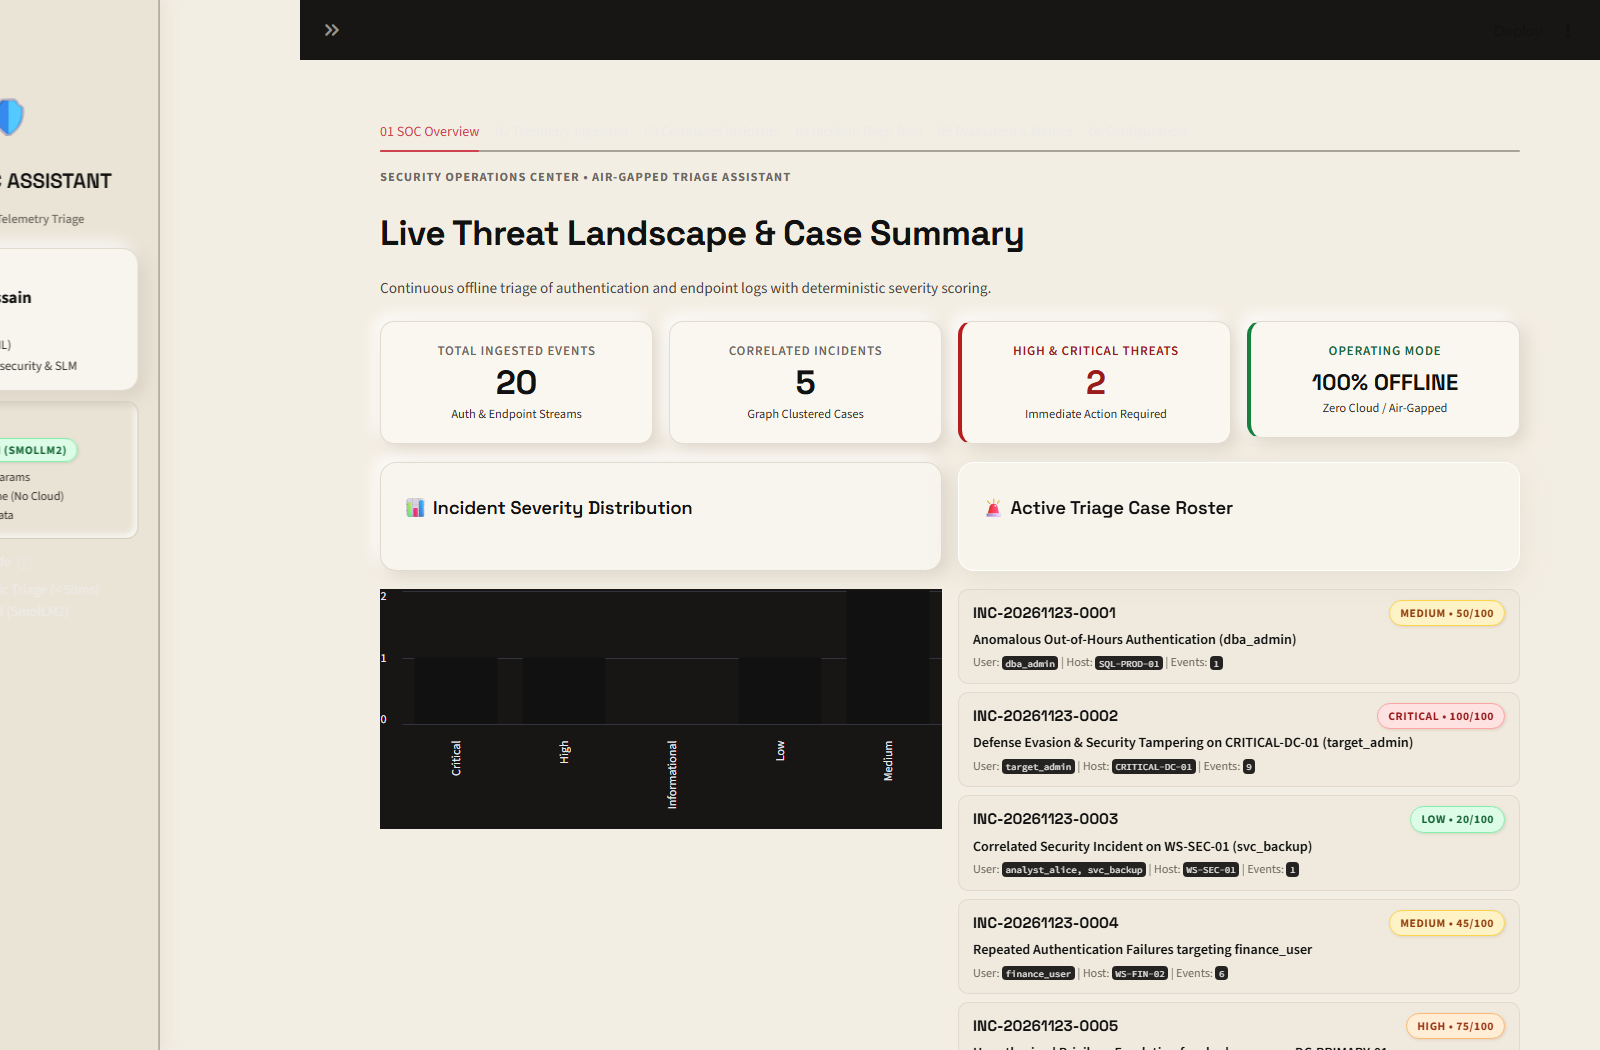 Deploy
ASSISTANT
Telemetry Triage
ssain
IL)
security & SLM
(SMOLLM2)
arams
ne (No Cloud)
ata
Triage (<50ms)
(SmolLM2)
01 SOC Overview
SECURITY OPERATIONS CENTER • AIR-GAPPED TRIAGE ASSISTANT
Live Threat Landscape & Case Summary
Continuous offline triage of authentication and endpoint logs with deterministic severity scoring.
TOTAL INGESTED EVENTS
20
Auth & Endpoint Streams
CORRELATED INCIDENTS
5
Graph Clustered Cases
HIGH & CRITICAL THREATS
2
Immediate Action Required
OPERATING MODE
100% OFFLINE
Zero Cloud / Air-Gapped
Incident Severity Distribution
2
1
0
Critical
High
Informational
Low
Medium
Active Triage Case Roster
INC-20261123-0001
MEDIUM • 50/100
Anomalous Out-of-Hours Authentication (dba_admin)
User: dba_admin | Host: SQL-PROD-01 | Events: 1
INC-20261123-0002
CRITICAL • 100/100
Defense Evasion & Security Tampering on CRITICAL-DC-01 (target_admin)
User: target_admin | Host: CRITICAL-DC-01 | Events: 9
INC-20261123-0003
LOW • 20/100
Correlated Security Incident on WS-SEC-01 (svc_backup)
User: analyst_alice, svc_backup | Host: WS-SEC-01 | Events: 1
INC-20261123-0004
MEDIUM • 45/100
Repeated Authentication Failures targeting finance_user
User: finance_user | Host: WS-FIN-02 | Events: 6
INC-20261123-0005
HIGH • 75/100